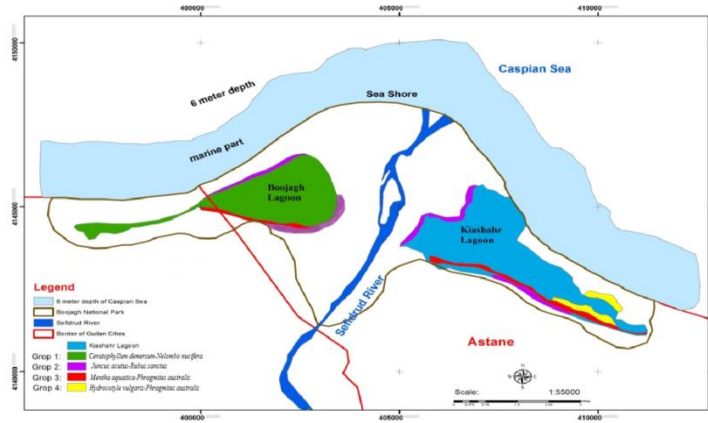 400000
405000
410000
4150000
Caspian Sea
6 meter depth
Sea Shore
marine part
Boojagh
Lagoon
4145000
Kiashahr
Lagoon
Sefidrud River
Legend
6 meter depth of Caspian Sea
Boojagh National Park
Sefidrud River
Border of Guilan Cities
Kiashahr Lagoon
Grop 1: Ceratophyllum demersum-Nelumbo nucifera
Grop 2: Juncus acutus-Rubus sanctus
Grop 3: Mentha aquatica-Phragmites australis
Grop 4: Hydrocotyle vulgaris-Phragmites australis
Astane
N
Scale: 1:55000
4140000
400000
405000
410000